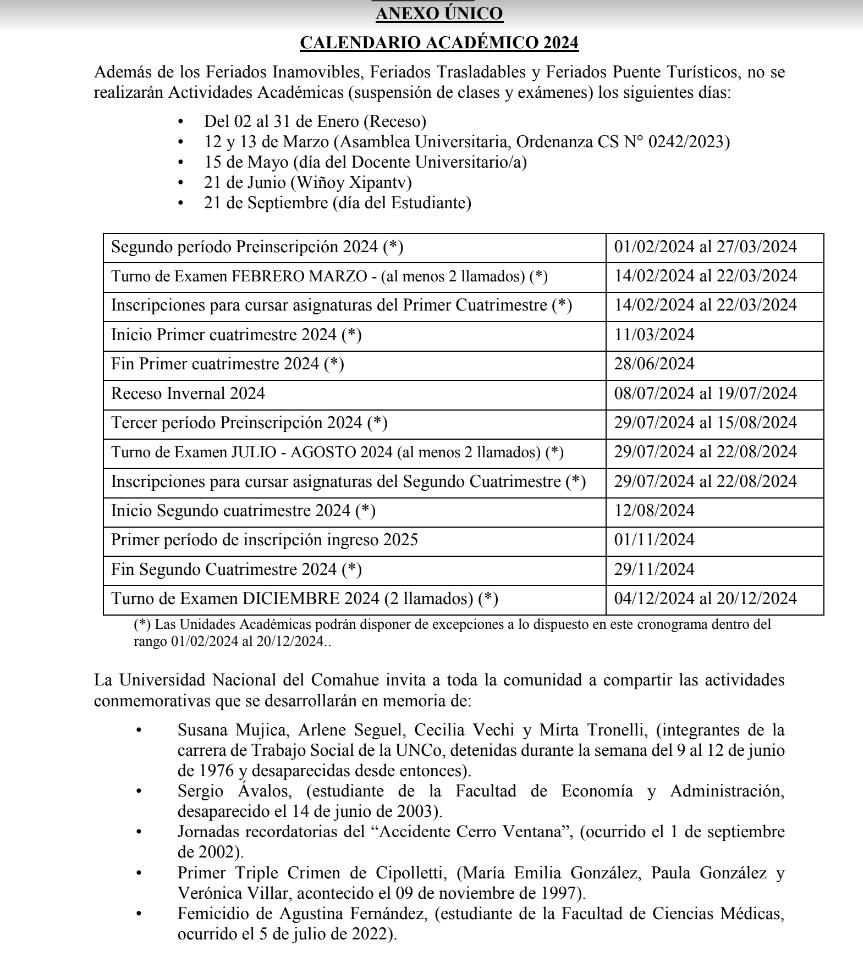 ANEXO ÚNICO
CALENDARIO ACADÉMICO 2024
Además de los Feriados Inamovibles, Feriados Trasladables y Feriados Puente Turísticos, no se
realizarán Actividades Académicas (suspensión de clases y exámenes) los siguientes días:
• Del 02 al 31 de Enero (Receso)
• 12 y 13 de Marzo (Asamblea Universitaria, Ordenanza CS N° 0242/2023)
• 15 de Mayo (día del Docente Universitario/a)
• 21 de Junio (Wiñoy Xipantv)
• 21 de Septiembre (día del Estudiante)
Segundo período Preinscripción 2024 (*) 01/02/2024 al 27/03/2024
Turno de Examen FEBRERO MARZO - (al menos 2 llamados) (*) 14/02/2024 al 22/03/2024
Inscripciones para cursar asignaturas del Primer Cuatrimestre (*) 14/02/2024 al 22/03/2024
Inicio Primer cuatrimestre 2024 (*) 11/03/2024
Fin Primer cuatrimestre 2024 (*) 28/06/2024
Receso Invernal 2024 08/07/2024 al 19/07/2024
Tercer período Preinscripción 2024 (*) 29/07/2024 al 15/08/2024
Turno de Examen JULIO - AGOSTO 2024 (al menos 2 llamados) (*) 29/07/2024 al 22/08/2024
Inscripciones para cursar asignaturas del Segundo Cuatrimestre (*) 29/07/2024 al 22/08/2024
Inicio Segundo cuatrimestre 2024 (*) 12/08/2024
Primer período de inscripción ingreso 2025 01/11/2024
Fin Segundo Cuatrimestre 2024 (*) 29/11/2024
Turno de Examen DICIEMBRE 2024 (2 llamados) (*) 04/12/2024 al 20/12/2024
(*) Las Unidades Académicas podrán disponer de excepciones a lo dispuesto en este cronograma dentro del
rango 01/02/2024 al 20/12/2024..
La Universidad Nacional del Comahue invita a toda la comunidad a compartir las actividades
conmemorativas que se desarrollarán en memoria de:
• Susana Mujica, Arlene Seguel, Cecilia Vechi y Mirta Tronelli, (integrantes de la
carrera de Trabajo Social de la UNCo, detenidas durante la semana del 9 al 12 de junio
de 1976 y desaparecidas desde entonces).
• Sergio Ávalos, (estudiante de la Facultad de Economía y Administración,
desaparecido el 14 de junio de 2003).
• Jornadas recordatorias del “Accidente Cerro Ventana”, (ocurrido el 1 de septiembre
de 2002).
• Primer Triple Crimen de Cipolletti, (María Emilia González, Paula González y
Verónica Villar, acontecido el 09 de noviembre de 1997).
• Femicidio de Agustina Fernández, (estudiante de la Facultad de Ciencias Médicas,
ocurrido el 5 de julio de 2022).